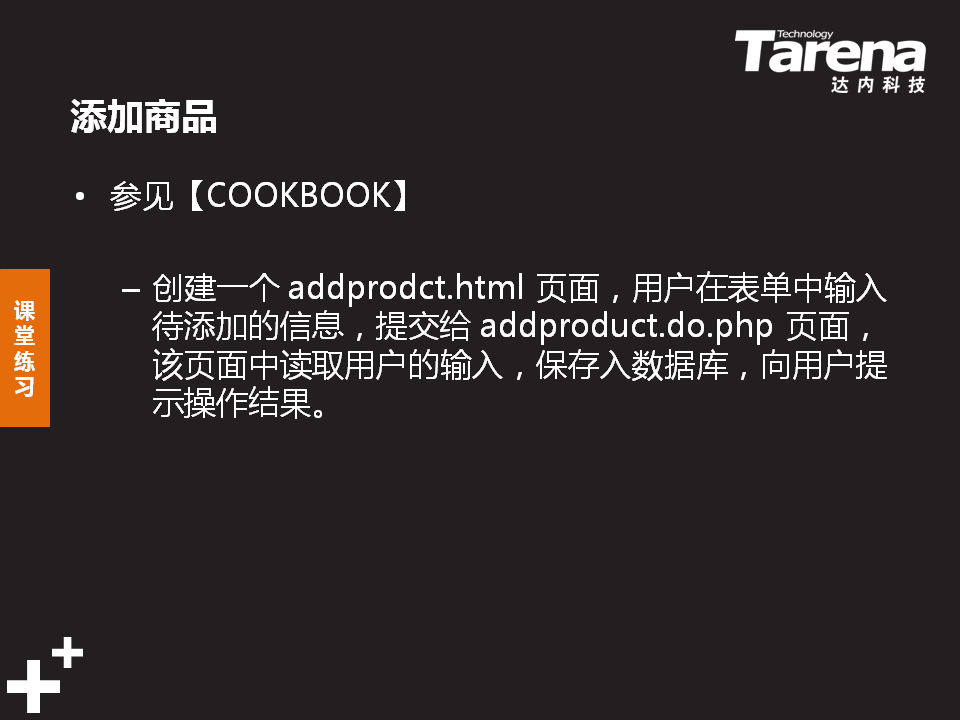 Technology
Tarena
达内科技
添加商品
• 参见【COOKBOOK】
– 创建一个 addprodct.html 页面，用户在表单中输入
待添加的信息，提交给 addproduct.do.php 页面，
该页面中读取用户的输入，保存入数据库，向用户提
示操作结果。
课
堂
练
习